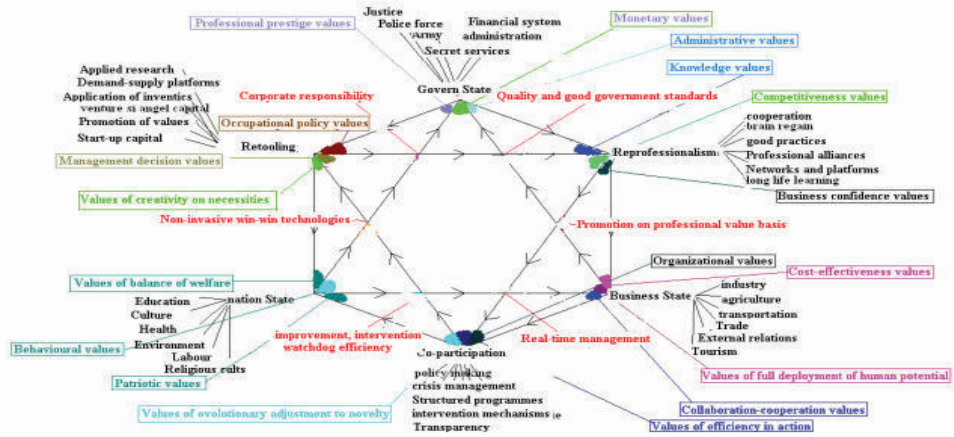 Justice
Police force
Army
Financial system
administration
Secret services
Professional prestige values
Monetary values
Administrative values
Knowledge values
Govern State
Applied research
Demand-supply platforms
Application of inventics
venture si angel capital
Promotion of values
Start-up capital
Corporate responsibility
Quality and good government standards
Competitiveness values
Occupational policy values
Retooling
Reprofessionalism
cooperation
brain regain
good practices
Professional alliances
Networks and platforms
long life learning
Management decision values
Business confidence values
Values of creativity on necessities
Non-invasive win-win technologies
Promotion on professional value basis
Organizational values
Values of balance of welfare
Cost-effectiveness values
nation State
Education
Culture
Health
Environment
Labour
Religious cults
Business State
industry
agriculture
transportation
Trade
External relations
Tourism
improvement, intervention
watchdog efficiency
Real-time management
Behavioural values
Co-participation
Patriotic values
Values of full deployment of human potential
policy making
crisis management
Structured programmes
intervention mechanisms ie
Transparency
Values of evolutionary adjustment to novelty
Collaboration-cooperation values
Values of efficiency in action